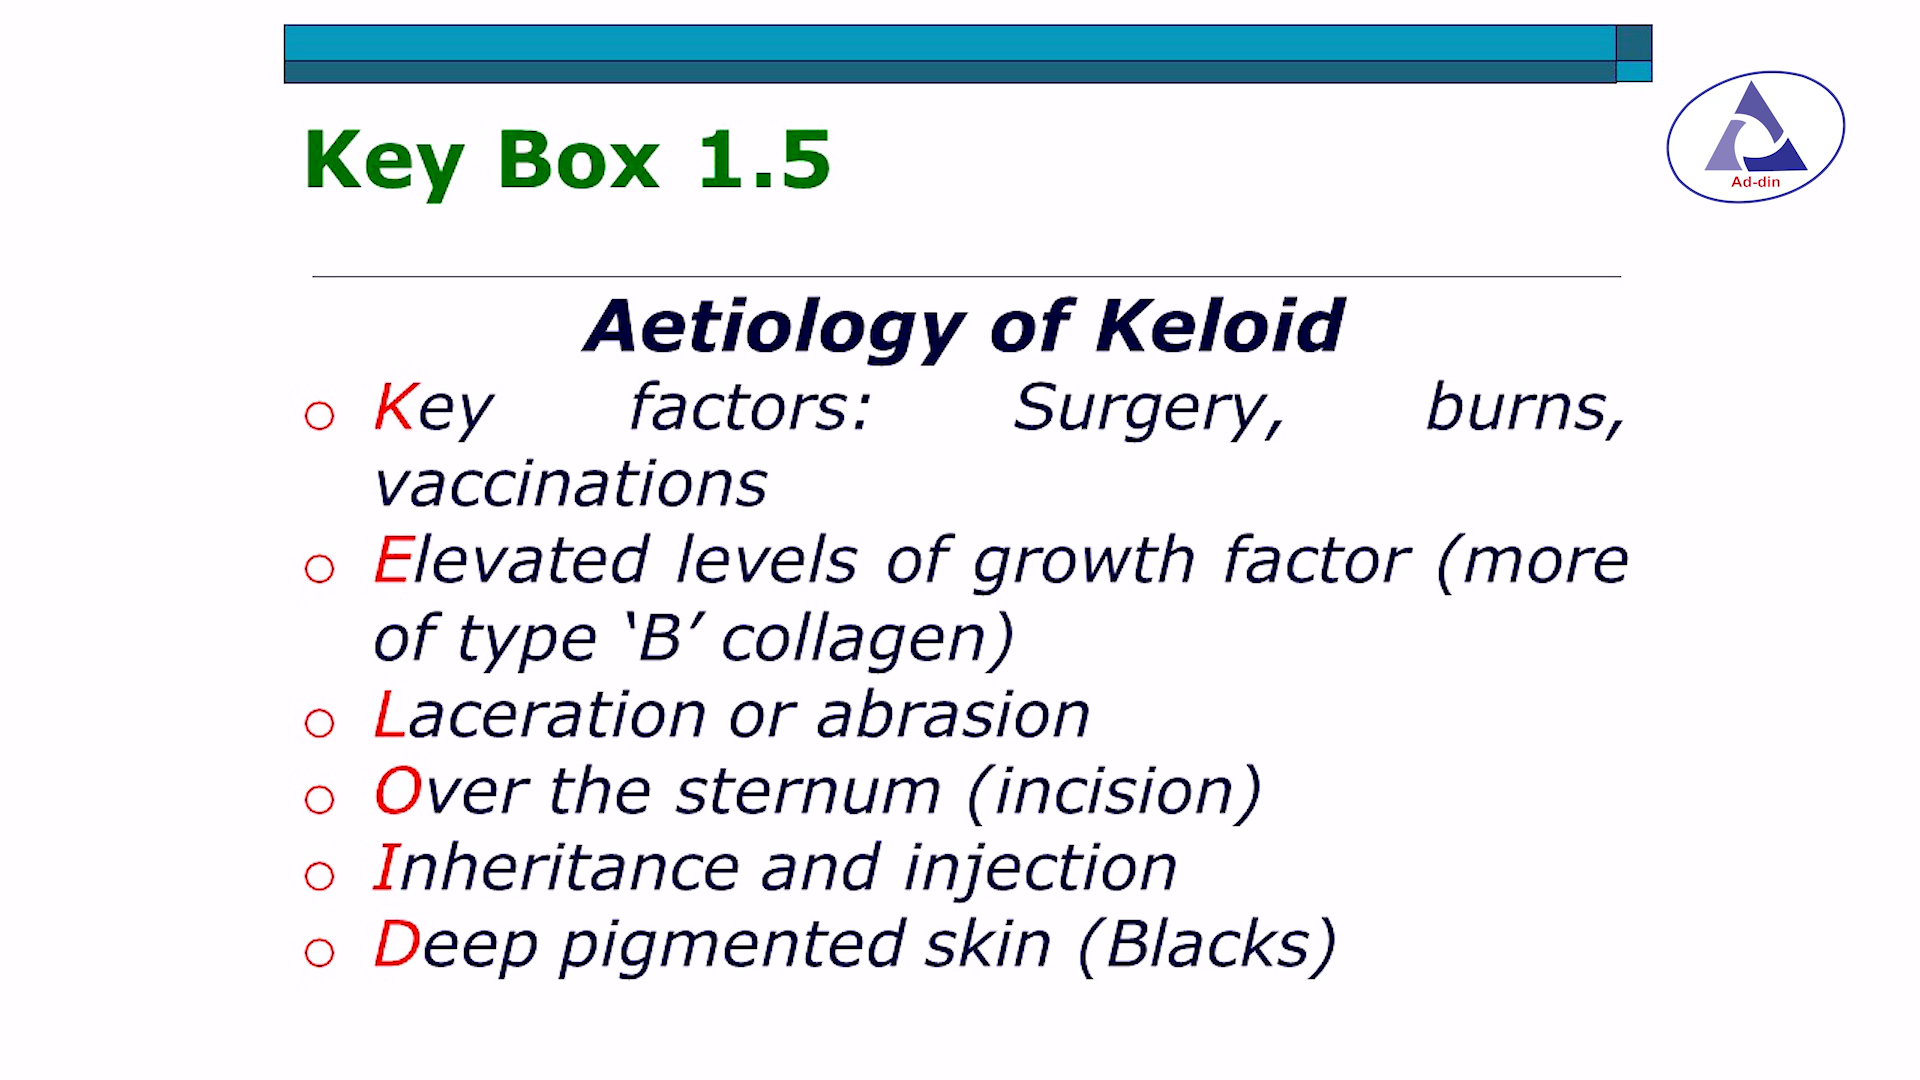 Key Box 1.5
Ad-din
Aetiology of Keloid
Key factors: Surgery, burns,
vaccinations
Elevated levels of growth factor (more
of type ‘B’ collagen)
Laceration or abrasion
Over the sternum (incision)
Inheritance and injection
Deep pigmented skin (Blacks)